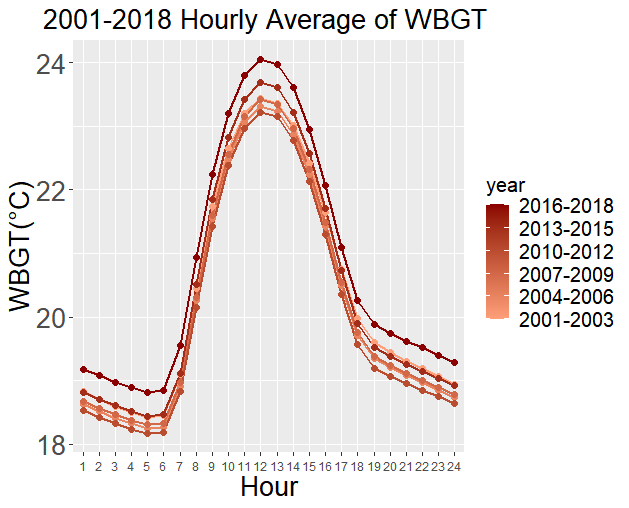 2001-2018 Hourly Average of WBGT
24
22
20
18
WBGT(°C)
1 2 3 4 5 6 7 8 9 10 11 12 13 14 15 16 17 18 19 20 21 22 23 24
Hour
year
2016-2018
2013-2015
2010-2012
2007-2009
2004-2006
2001-2003